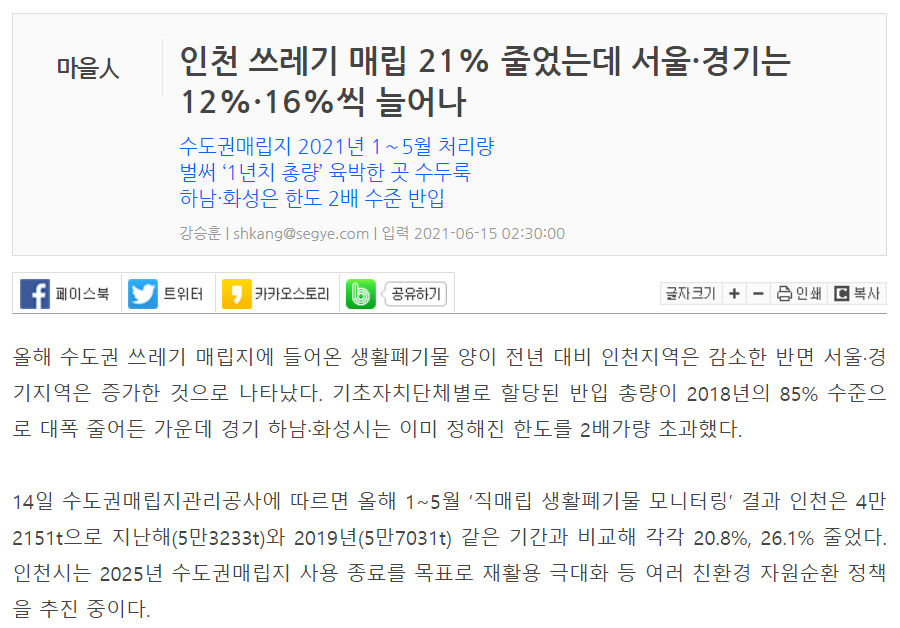 마을人
인천 쓰레기 매립 21% 줄었는데 서울·경기는
12%·16%씩 늘어나
수도권매립지 2021년 1～5월 처리량
벌써 ‘1년치 총량’ 육박한 곳 수두룩
하남·화성은 한도 2배 수준 반입
강승훈 | shkang@segye.com | 입력 2021-06-15 02:30:00
페이스북 트위터 카카오스토리 공유하기 글자크기 + − 인쇄 복사
올해 수도권 쓰레기 매립지에 들어온 생활폐기물 양이 전년 대비 인천지역은 감소한 반면 서울·경
기지역은 증가한 것으로 나타났다. 기초자치단체별로 할당된 반입 총량이 2018년의 85% 수준으
로 대폭 줄어든 가운데 경기 하남·화성시는 이미 정해진 한도를 2배가량 초과했다.
14일 수도권매립지관리공사에 따르면 올해 1~5월 ‘직매립 생활폐기물 모니터링’ 결과 인천은 4만
2151t으로 지난해(5만3233t)와 2019년(5만7031t) 같은 기간과 비교해 각각 20.8%, 26.1% 줄었다.
인천시는 2025년 수도권매립지 사용 종료를 목표로 재활용 극대화 등 여러 친환경 자원순환 정책
을 추진 중이다.